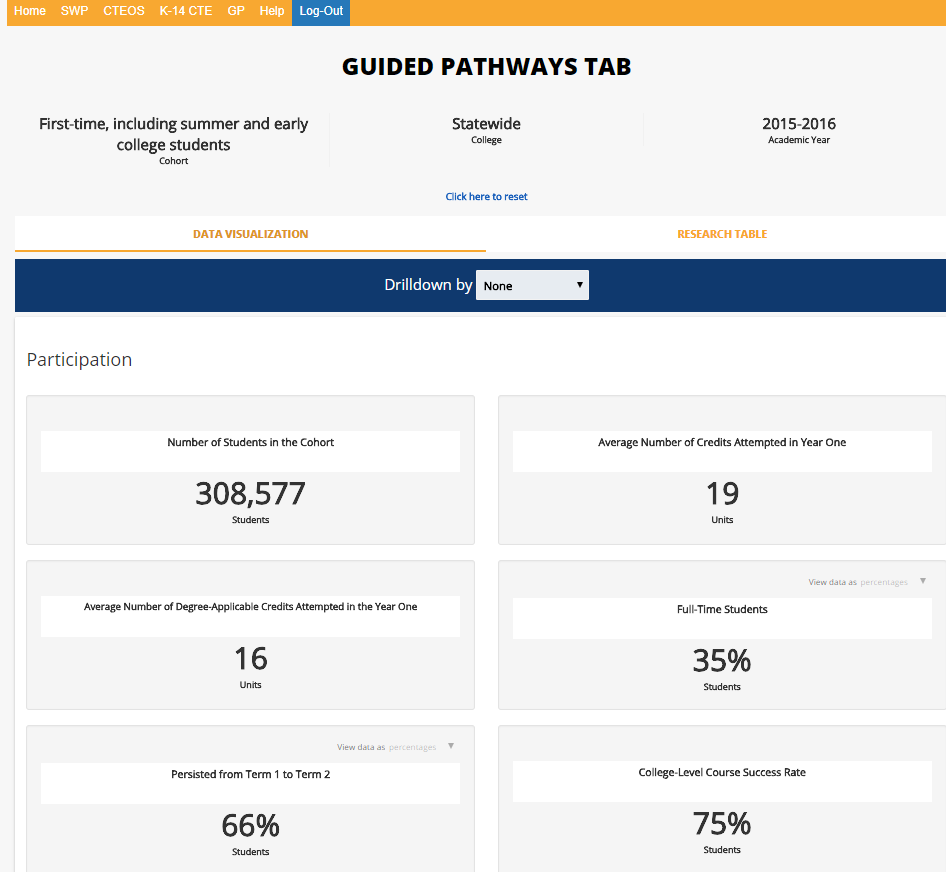 Home SWP CTEOS K-14 CTE GP Help Log-Out
GUIDED PATHWAYS TAB
First-time, including summer and early
college students
Cohort
Statewide
College
2015-2016
Academic Year
Click here to reset
DATA VISUALIZATION
RESEARCH TABLE
Drilldown by None
Participation
Number of Students in the Cohort
308,577
Students
Average Number of Credits Attempted in Year One
19
Units
Average Number of Degree-Applicable Credits Attempted in the Year One
16
Units
View data as percentages
Full-Time Students
35%
Students
View data as percentages
Persisted from Term 1 to Term 2
66%
Students
College-Level Course Success Rate
75%
Students